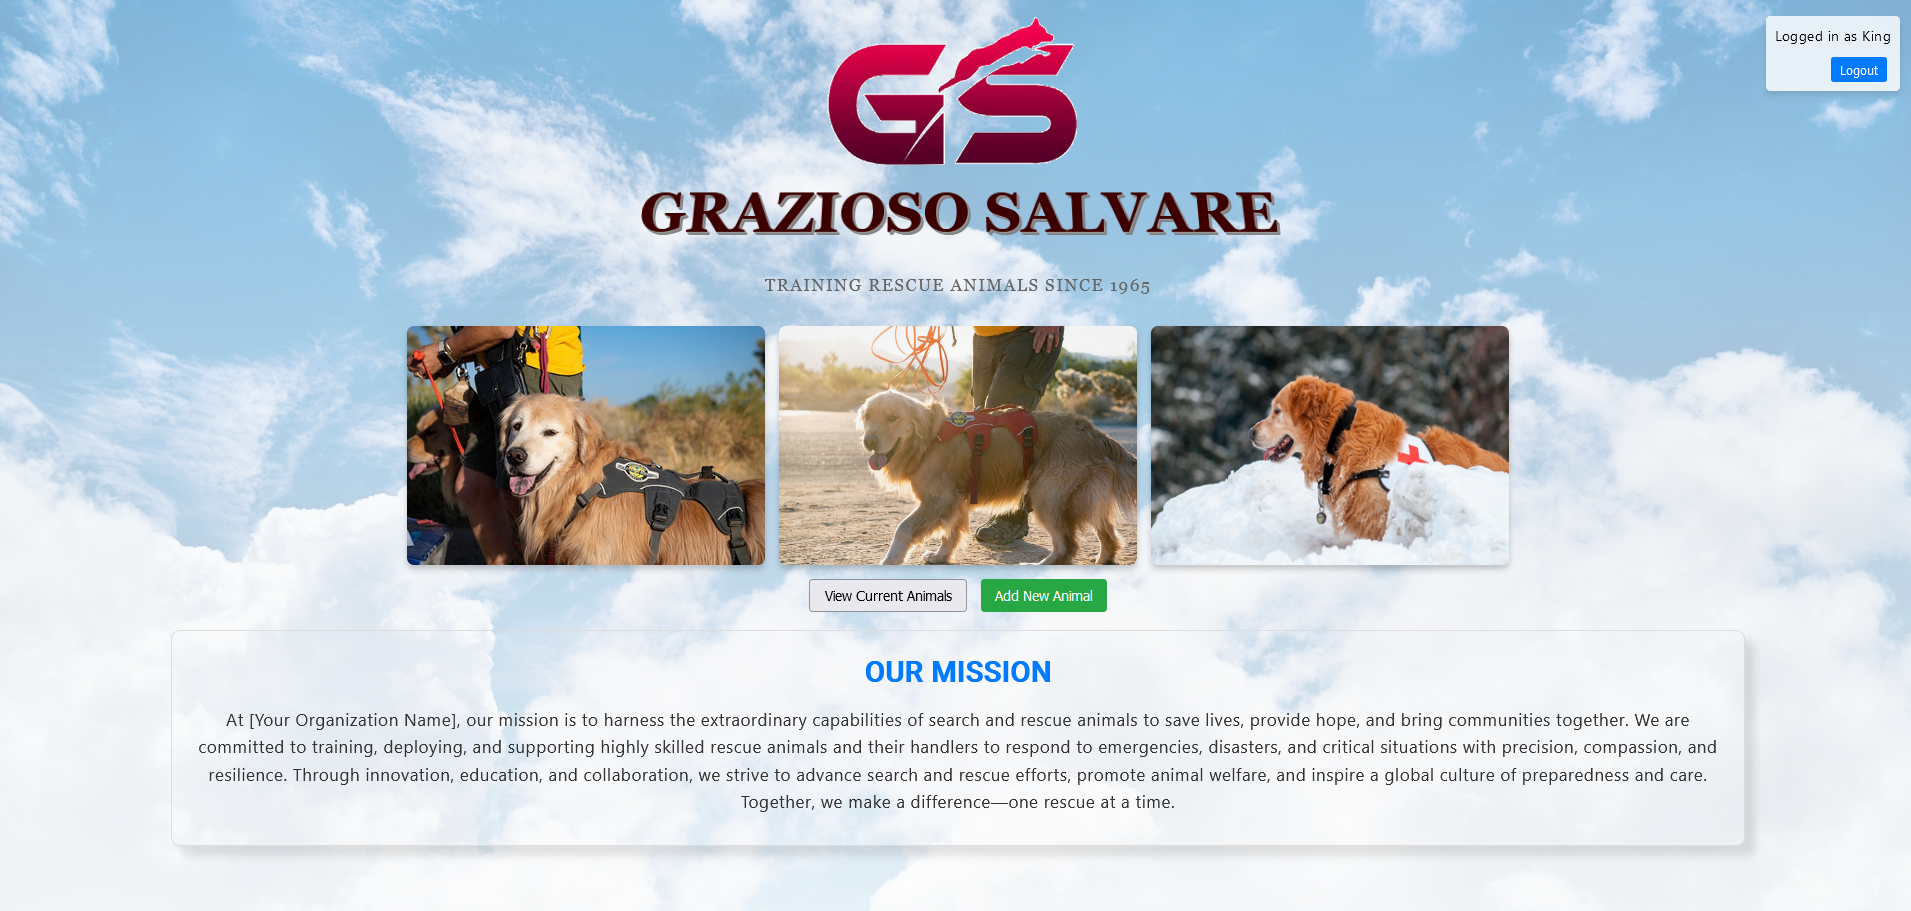 Logged in as King
Logout
GS
GRAZIOSO SALVARE
TRAINING RESCUE ANIMALS SINCE 1965
View Current Animals
Add New Animal
OUR MISSION
At [Your Organization Name], our mission is to harness the extraordinary capabilities of search and rescue animals to save lives, provide hope, and bring communities together. We are
committed to training, deploying, and supporting highly skilled rescue animals and their handlers to respond to emergencies, disasters, and critical situations with precision, compassion, and
resilience. Through innovation, education, and collaboration, we strive to advance search and rescue efforts, promote animal welfare, and inspire a global culture of preparedness and care.
Together, we make a difference—one rescue at a time.